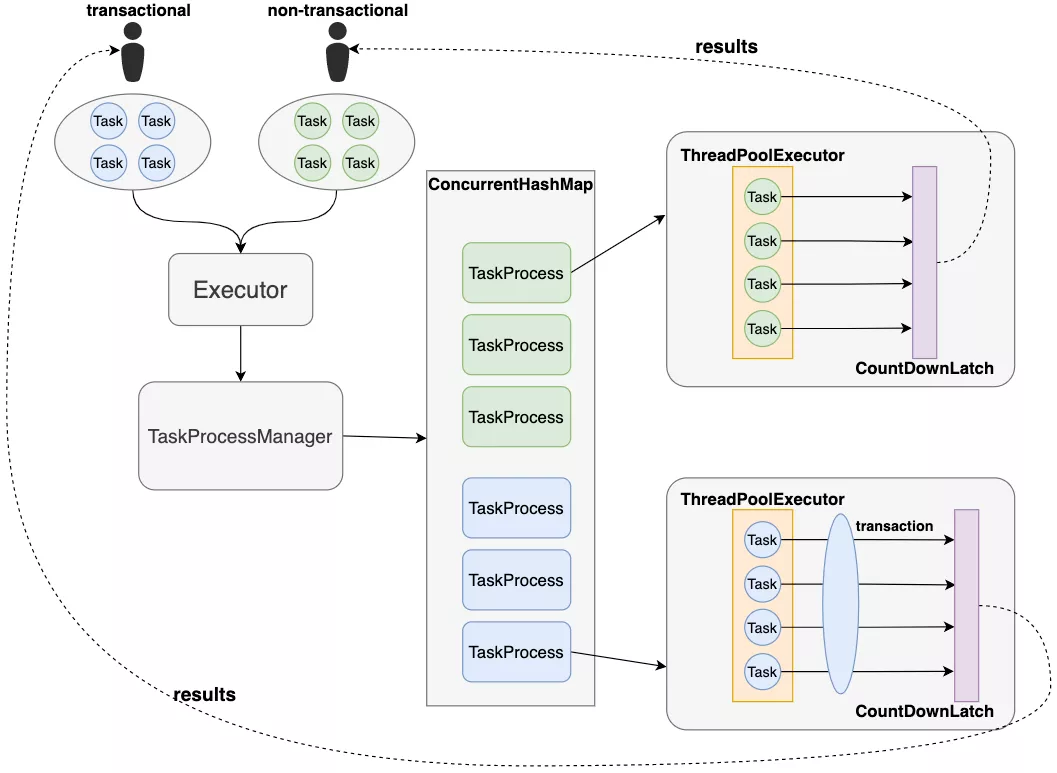 transactional
non-transactional
results
Task Task
Task Task
Task Task
Task Task
Executor
TaskProcessManager
ConcurrentHashMap
TaskProcess
TaskProcess
TaskProcess
TaskProcess
TaskProcess
TaskProcess
ThreadPoolExecutor
Task
Task
Task
Task
CountDownLatch
ThreadPoolExecutor
transaction
Task
Task
Task
Task
CountDownLatch
results